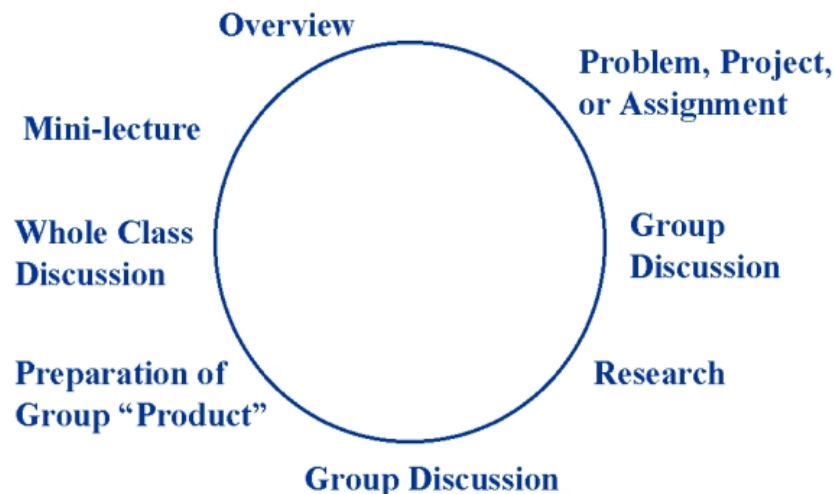 Overview
Problem, Project,
or Assignment
Mini-lecture
Whole Class
Discussion
Group
Discussion
Preparation of
Group “Product”
Research
Group Discussion